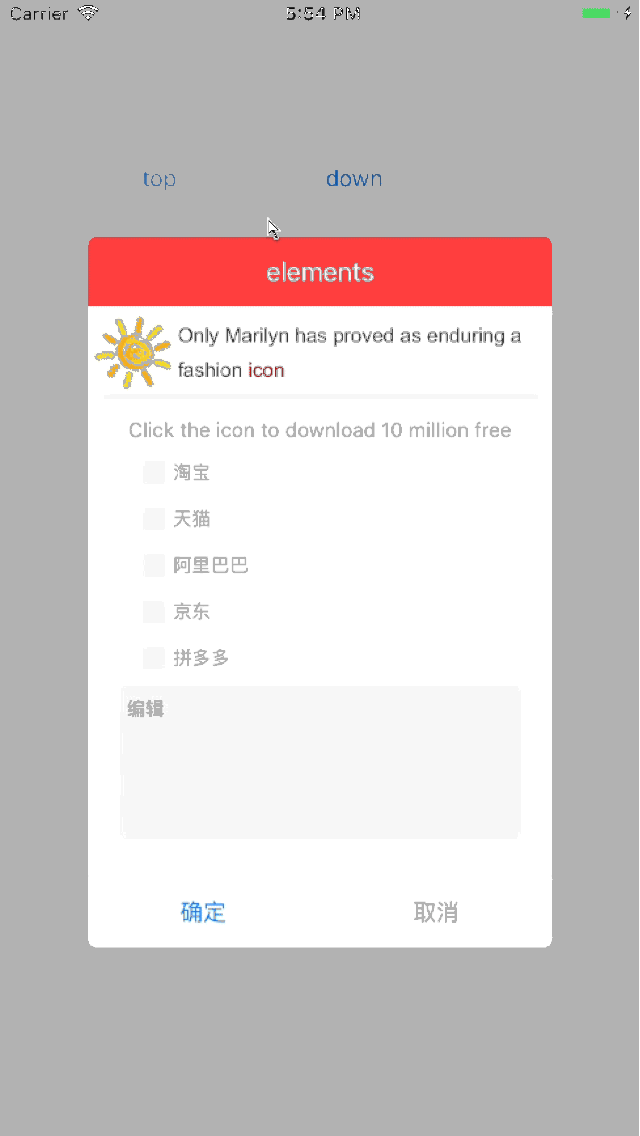 Carrier 5:54 PM
top down
elements
Only Marilyn has proved as enduring a
fashion icon
Click the icon to download 10 million free
淘宝
天猫
阿里巴巴
京东
拼多多
编辑
确定 取消